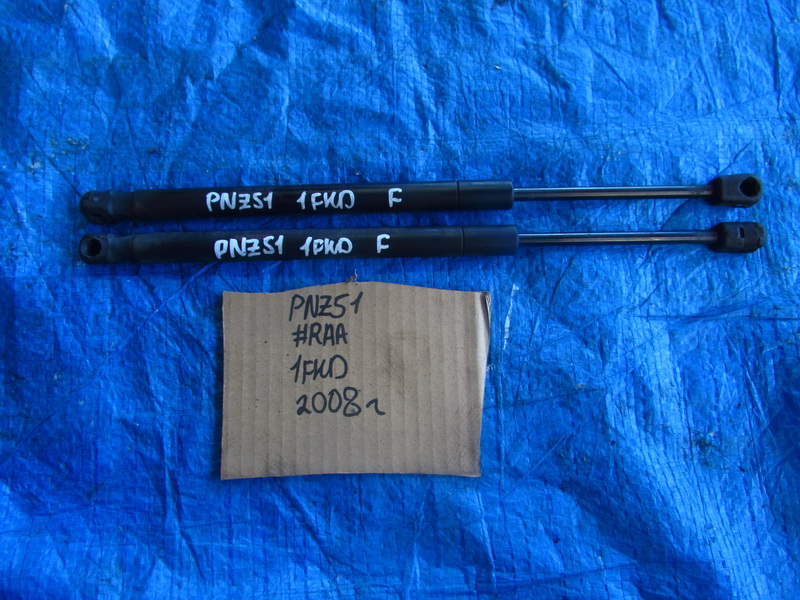 PNZ51 1FKD F
PNZ51 1FKD F
PNZ51
#RAA
1FKD
2008г